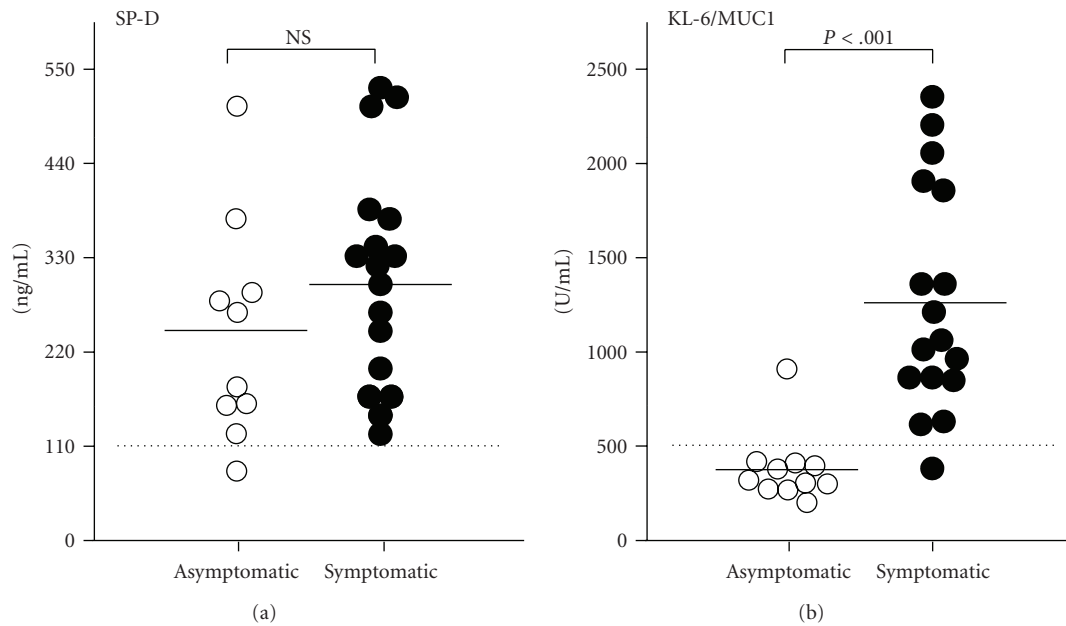 SP-D
NS
550
440
330
220
110
0
(ng/mL)
Asymptomatic Symptomatic
(a)
KL-6/MUC1
P < .001
2500
2000
1500
1000
500
0
(U/mL)
Asymptomatic Symptomatic
(b)